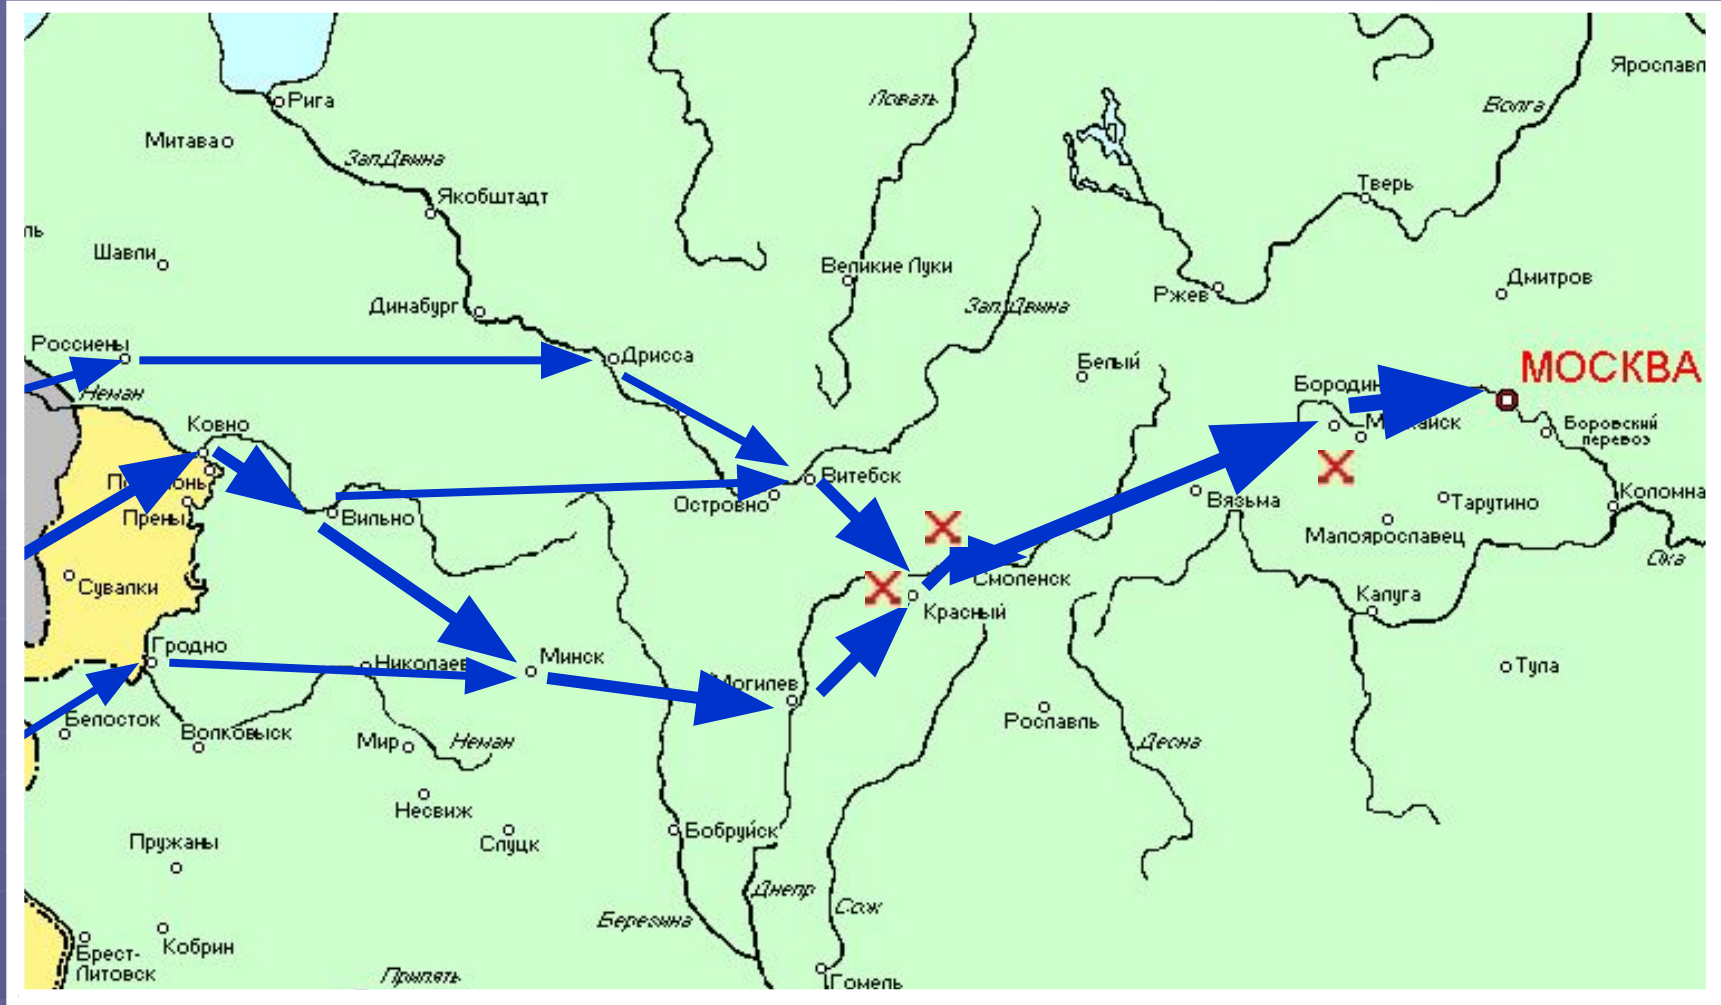 Ярославл
Ловать
Волга
Рига
Митава
Зап.Двина
Тверь
Якобштадт
ль
Шавли
Великие Луки
Дмитров
Ржев
Динабург
Зап.Двина
Россиены
Дрисса
Белый
МОСКВА
Неман
Бородин
Ковно
Боровский
перевоз
Витебск
Коломна
Островно
Вязьма
Тарутино
Прены
Вильно
Малоярославец
Ока
Сувалки
Смоленск
Калуга
Красный
Гродно
Николаев
Минск
Тула
Могилев
Белосток
Рославль
Волковыск
Мир
Неман
Десна
Несвиж
Бобруйск
Пружаны
Слуцк
Днепр
Сож
Березина
Брест-
Литовск
Кобрин
Припять
Гомель